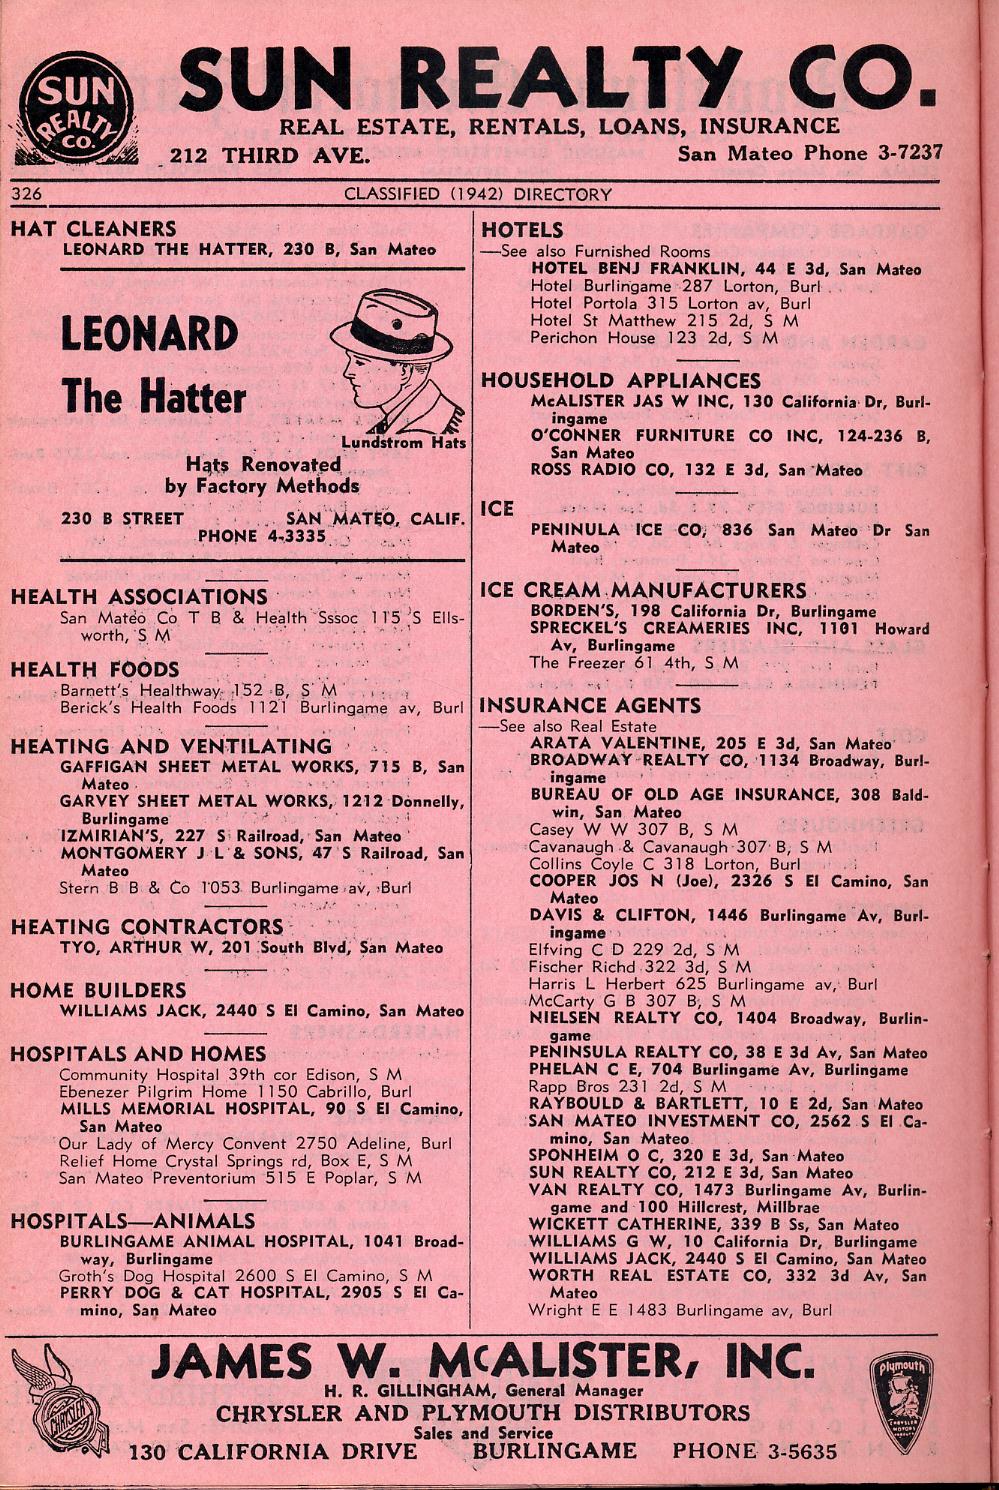 SUN
REALTY
CO.
SUN REALTY CO.
REAL ESTATE, RENTALS, LOANS, INSURANCE
212 THIRD AVE. San Mateo Phone 3-7237
326 CLASSIFIED (1942) DIRECTORY
HAT CLEANERS
LEONARD THE HATTER, 230 B, San Mateo
LEONARD
The Hatter
Lundstrom Hats
Hats Renovated
by Factory Methods
230 B STREET SAN MATEO, CALIF.
PHONE 4-3335
HEALTH ASSOCIATIONS
San Mateo Co T B & Health Sssoc 115 S Ells-
worth, S M
HEALTH FOODS
Barnett's Healthway 152 B, S M
Berick's Health Foods 1121 Burlingame av, Burl
HEATING AND VENTILATING
GAFFIGAN SHEET METAL WORKS, 715 B, San
Mateo
GARVEY SHEET METAL WORKS, 1212 Donnelly,
Burlingame
IZMIRIAN'S, 227 S Railroad, San Mateo
MONTGOMERY J L & SONS, 47 S Railroad, San
Mateo
Stern B B & Co 1053 Burlingame av, Burl
HEATING CONTRACTORS
TYO, ARTHUR W, 201 South Blvd, San Mateo
HOME BUILDERS
WILLIAMS JACK, 2440 S El Camino, San Mateo
HOSPITALS AND HOMES
Community Hospital 39th cor Edison, S M
Ebenezer Pilgrim Home 1150 Cabrillo, Burl
MILLS MEMORIAL HOSPITAL, 90 S El Camino,
San Mateo
Our Lady of Mercy Convent 2750 Adeline, Burl
Relief Home Crystal Springs rd, Box E, S M
San Mateo Preventorium 515 E Poplar, S M
HOSPITALS—ANIMALS
BURLINGAME ANIMAL HOSPITAL, 1041 Broad-
way, Burlingame
Groth's Dog Hospital 2600 S El Camino, S M
PERRY DOG & CAT HOSPITAL, 2905 S El Ca-
mino, San Mateo
HOTELS
—See also Furnished Rooms
HOTEL BENJ FRANKLIN, 44 E 3d, San Mateo
Hotel Burlingame 287 Lorton, Burl
Hotel Portola 315 Lorton av, Burl
Hotel St Matthew 215 2d, S M
Perichon House 123 2d, S M
HOUSEHOLD APPLIANCES
McALISTER JAS W INC, 130 California Dr, Burl-
ingame
O'CONNER FURNITURE CO INC, 124-236 B,
San Mateo
ROSS RADIO CO, 132 E 3d, San Mateo
ICE
PENINULA ICE CO, 836 San Mateo Dr San
Mateo
ICE CREAM MANUFACTURERS
BORDEN'S, 198 California Dr, Burlingame
SPRECKEL'S CREAMERIES INC, 1101 Howard
Av, Burlingame
The Freezer 61 4th, S M
INSURANCE AGENTS
—See also Real Estate
ARATA VALENTINE, 205 E 3d, San Mateo
BROADWAY REALTY CO, 1134 Broadway, Burl-
ingame
BUREAU OF OLD AGE INSURANCE, 308 Bald-
win, San Mateo
Casey W W 307 B, S M
Cavanaugh & Cavanaugh 307 B, S M
Collins Coyle C 318 Lorton, Burl
COOPER JOS N (Joe), 2326 S El Camino, San
Mateo
DAVIS & CLIFTON, 1446 Burlingame Av, Burl-
ingame
Elfving C D 229 2d, S M
Fischer Richd 322 3d, S M
Harris L Herbert 625 Burlingame av, Burl
McCarty G B 307 B, S M
NIELSEN REALTY CO, 1404 Broadway, Burlin-
game
PENINSULA REALTY CO, 38 E 3d Av, San Mateo
PHELAN C E, 704 Burlingame Av, Burlingame
Rapp Bros 231 2d, S M
RAYBOULD & BARTLETT, 10 E 2d, San Mateo
SAN MATEO INVESTMENT CO, 2562 S El Ca-
mino, San Mateo
SPONHEIM O C, 320 E 3d, San Mateo
SUN REALTY CO, 212 E 3d, San Mateo
VAN REALTY CO, 1473 Burlingame Av, Burlin-
game and 100 Hillcrest, Millbrae
WICKETT CATHERINE, 339 B Ss, San Mateo
WILLIAMS G W, 10 California Dr, Burlingame
WILLIAMS JACK, 2440 S El Camino, San Mateo
WORTH REAL ESTATE CO, 332 3d Av, San
Mateo
Wright E E 1483 Burlingame av, Burl
JAMES W. McALISTER, INC.
H. R. GILLINGHAM, General Manager
CHRYSLER AND PLYMOUTH DISTRIBUTORS
Sales and Service
130 CALIFORNIA DRIVE BURLINGAME PHONE 3-5635
CHRYSLER
Plymouth
CHRYSLER
MOTORS